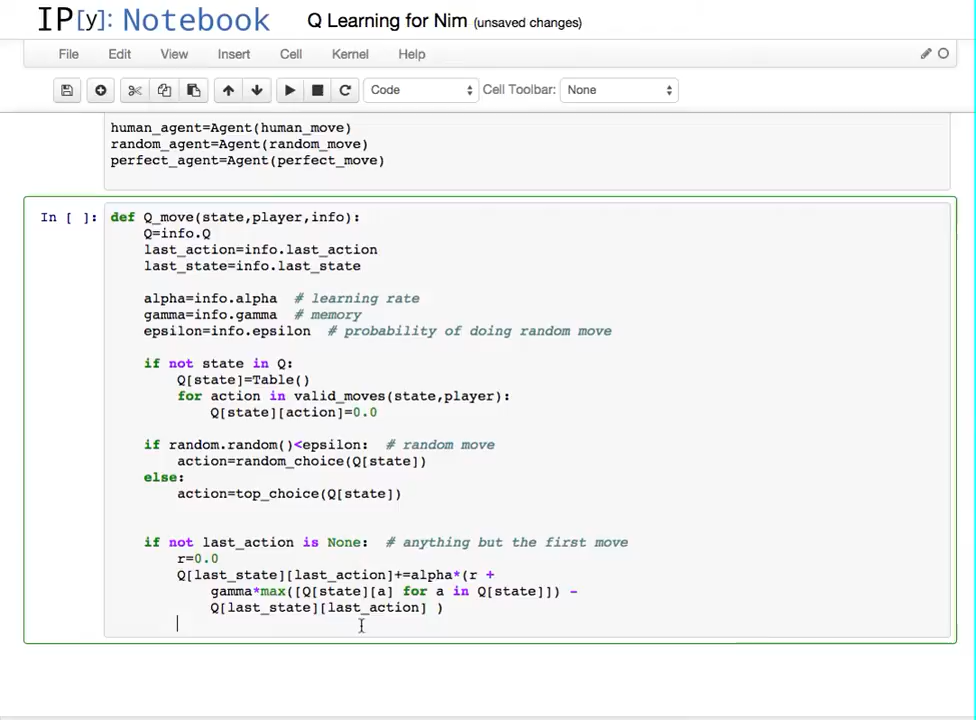 IP[y]: Notebook Q Learning for Nim (unsaved changes)
File Edit View Insert Cell Kernel Help
Code Cell Toolbar: None
human_agent=Agent(human_move)
random_agent=Agent(random_move)
perfect_agent=Agent(perfect_move)
In [ ]: def Q_move(state,player,info):
    Q=info.Q
    last_action=info.last_action
    last_state=info.last_state
    alpha=info.alpha  # learning rate
    gamma=info.gamma  # memory
    epsilon=info.epsilon  # probability of doing random move
    if not state in Q:
        Q[state]=Table()
        for action in valid_moves(state,player):
            Q[state][action]=0.0
    if random.random()<epsilon:  # random move
        action=random_choice(Q[state])
    else:
        action=top_choice(Q[state])
    if not last_action is None:  # anything but the first move
        r=0.0
        Q[last_state][last_action]+=alpha*(r +
            gamma*max([Q[state][a] for a in Q[state]]) -
            Q[last_state][last_action] )